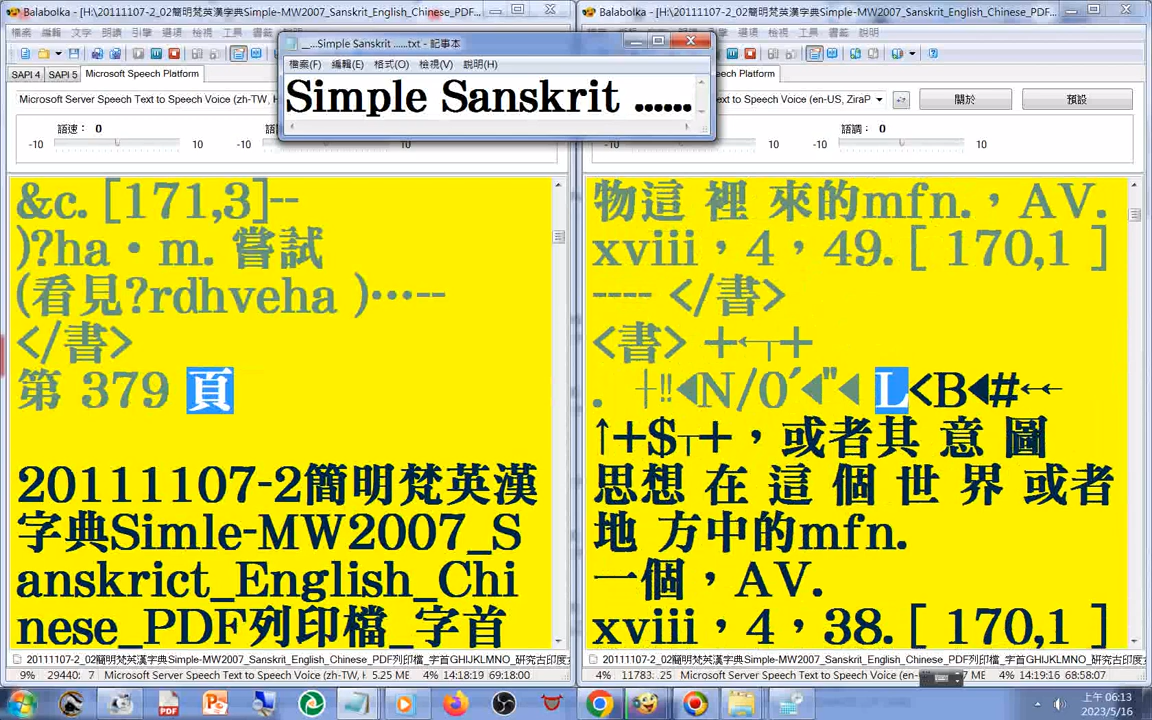 Balabolka - [H:\20111107-2_02簡明梵英漢字典Simple-MW2007_Sanskrit_English_Chinese_PDF...
Balabolka - [H:\20111107-2_02簡明梵英漢字典Simple-MW2007_Sanskrit_English_Chinese_PDF...
__...Simple Sanskrit ......txt - 記事本
檔案(F) 編輯(E) 格式(O) 檢視(V) 說明(H)
Simple Sanskrit ......
檔案 編輯 文字 朗讀 引擎 選項
工具 書籤 說明
SAPI 4 SAPI 5 Microsoft Speech Platform
Microsoft Server Speech Text to Speech Voice (zh-TW, H
xt to Speech Voice (en-US, ZiraP
關於 預設
語速： 0
-10 10
語調： 0
-10 10
&c. [171,3]--
)?ha‧m. 嘗試
(看見?rdhveha )…--
</書>
第 379 頁
20111107-2簡明梵英漢
字典Simle-MW2007_S
anskrict_English_Chi
nese_PDF列印檔_字首
物這 裡 來的mfn.，AV.
xviii，4，49. [ 170,1 ]
---- </書>
<書> ┼←┬┼
. ┼‼◄N/0´◄"◄ L<B◄#←←
↑┼$┬┼，或者其 意 圖
思想 在 這 個 世 界 或者
地 方中的mfn.
一個，AV.
xviii，4，38. [ 170,1 ]
20111107-2_02簡明梵英漢字典Simple-MW2007_Sanskrit_English_Chinese_PDF列印檔_字首GHIJKLMNO_研究古印度
20111107-2_02簡明梵英漢字典Simple-MW2007_Sanskrit_English_Chinese_PDF列印檔_字首GHIJKLMNO_研究古印度
9% 29440: 7 Microsoft Server Speech Text to Speech Voice (zh-TW, H 5.25 ME 4:18:19 69:18:00
4% 11783: 25 Microsoft Server Speech Text to Speech Voice (en-US ME 4:19:16 68:58:07
上午 06:13
2023/5/16